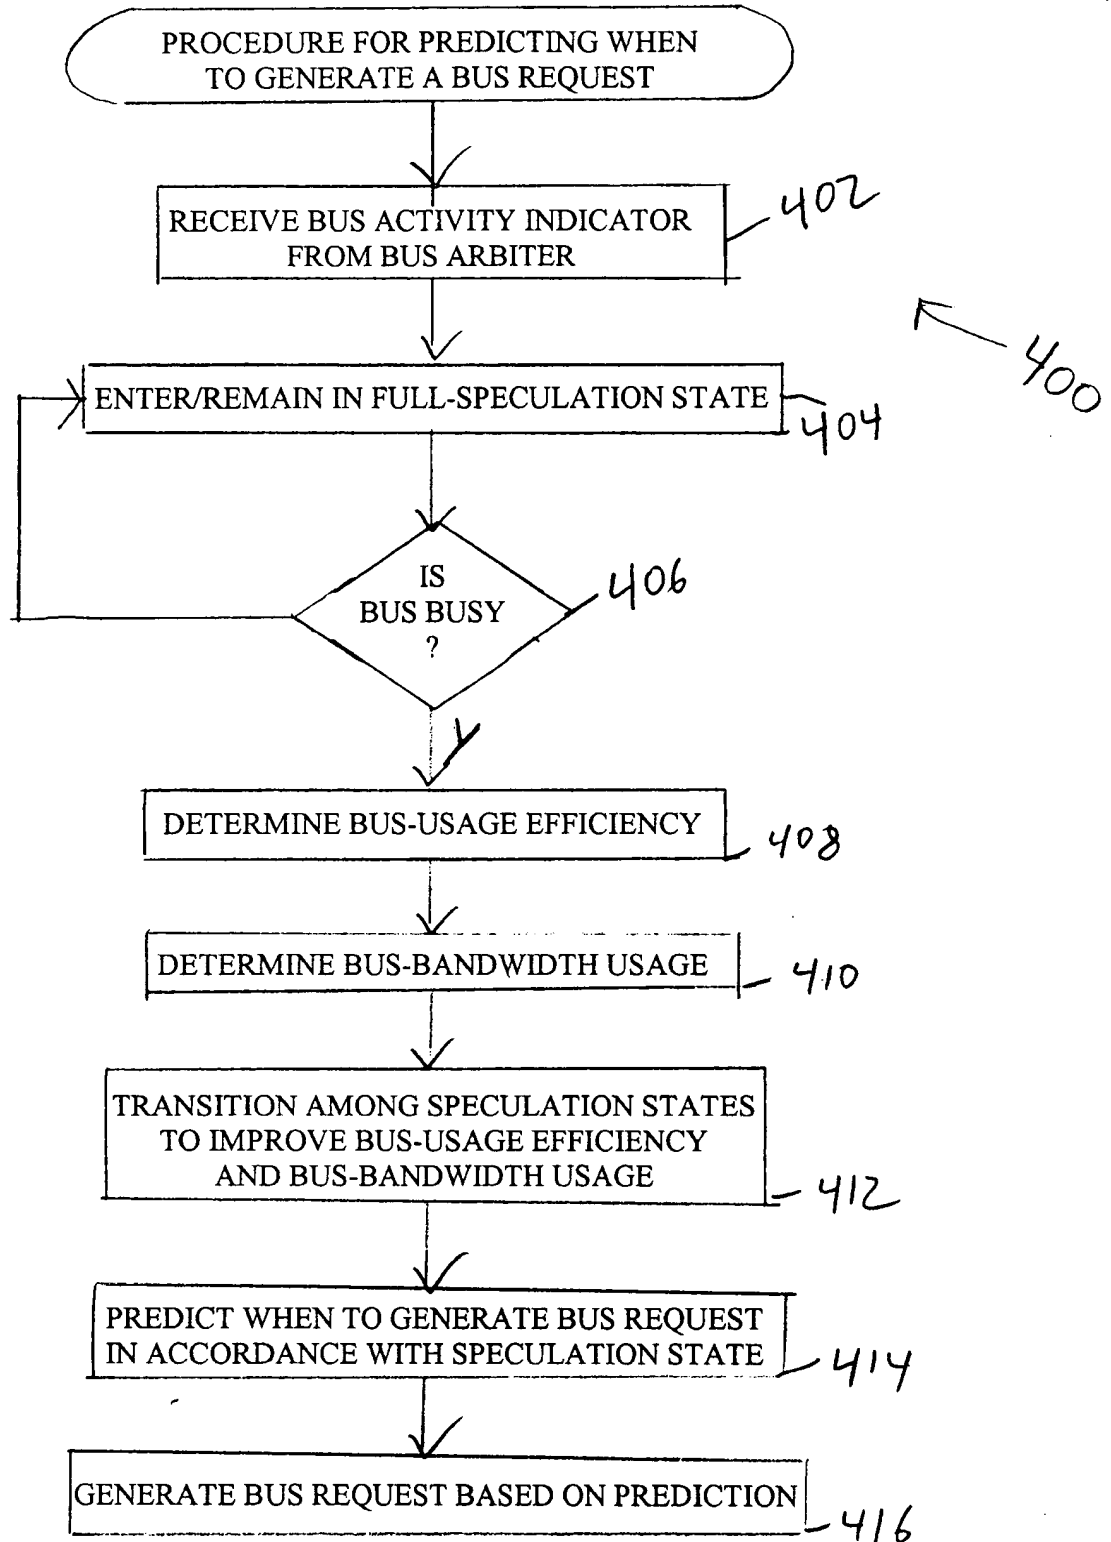 PROCEDURE FOR PREDICTING WHEN
TO GENERATE A BUS REQUEST
RECEIVE BUS ACTIVITY INDICATOR
FROM BUS ARBITER
402
400
ENTER/REMAIN IN FULL-SPECULATION STATE
404
IS
BUS BUSY
?
406
Y
DETERMINE BUS-USAGE EFFICIENCY
408
DETERMINE BUS-BANDWIDTH USAGE
410
TRANSITION AMONG SPECULATION STATES
TO IMPROVE BUS-USAGE EFFICIENCY
AND BUS-BANDWIDTH USAGE
412
PREDICT WHEN TO GENERATE BUS REQUEST
IN ACCORDANCE WITH SPECULATION STATE
414
GENERATE BUS REQUEST BASED ON PREDICTION
416